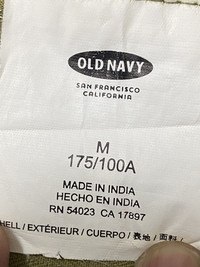 OLD NAVY
SAN FRANCISCO
CALIFORNIA
M
175/100A
MADE IN INDIA
HECHO EN INDIA
RN 54023 CA 17897
HELL / EXTÉRIEUR / CUERPO / 表地 / 面料 /